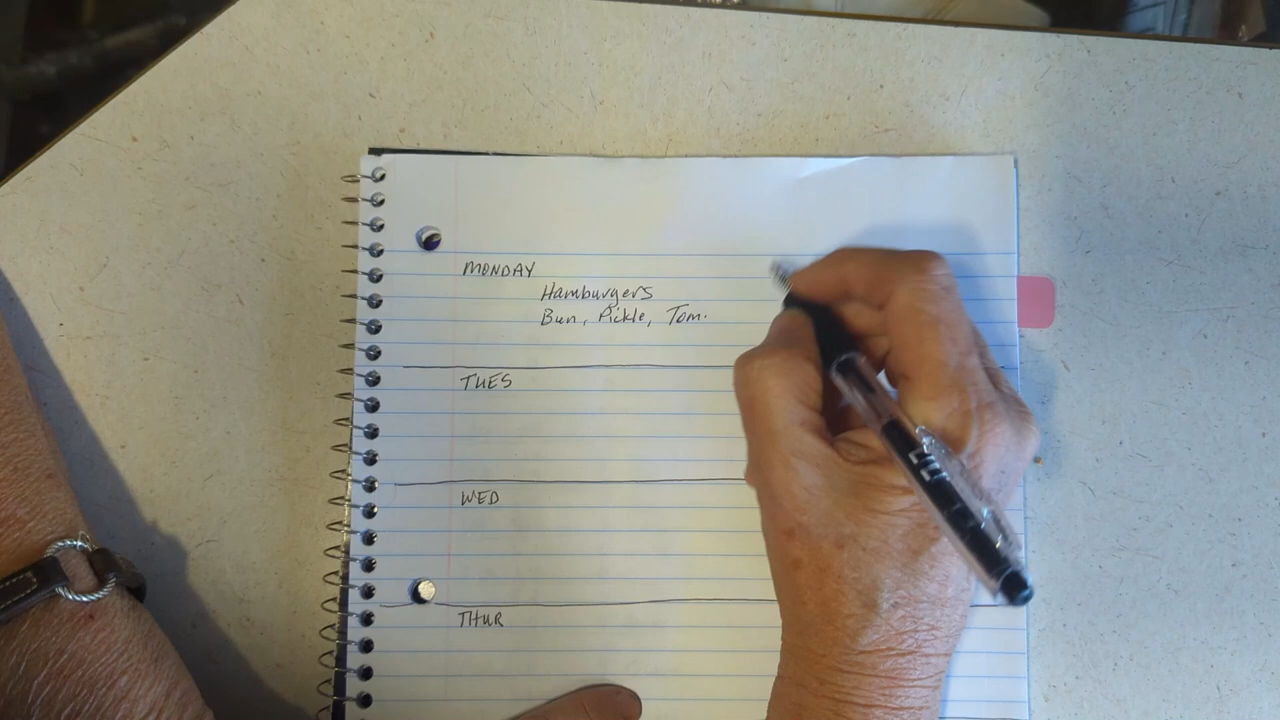 MONDAY
Hamburgers
Bun, Pickle, Tom.
TUES
WED
THUR